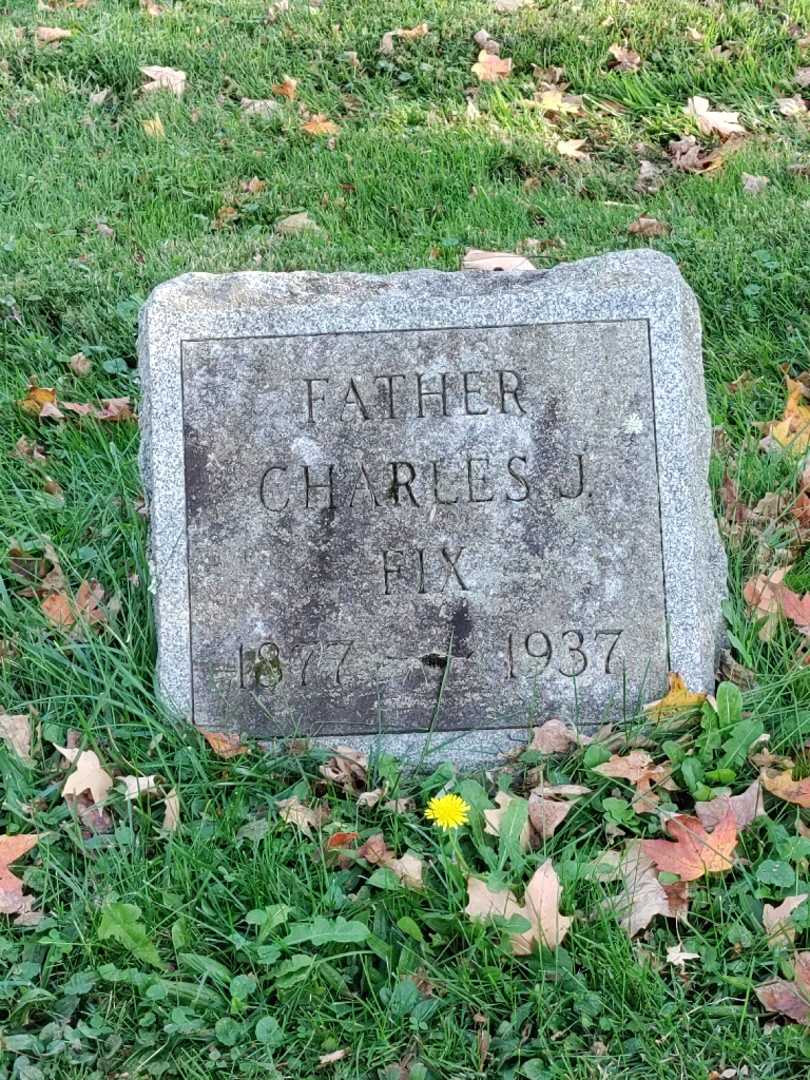 FATHER
CHARLES J.
FIX
1877 — 1937